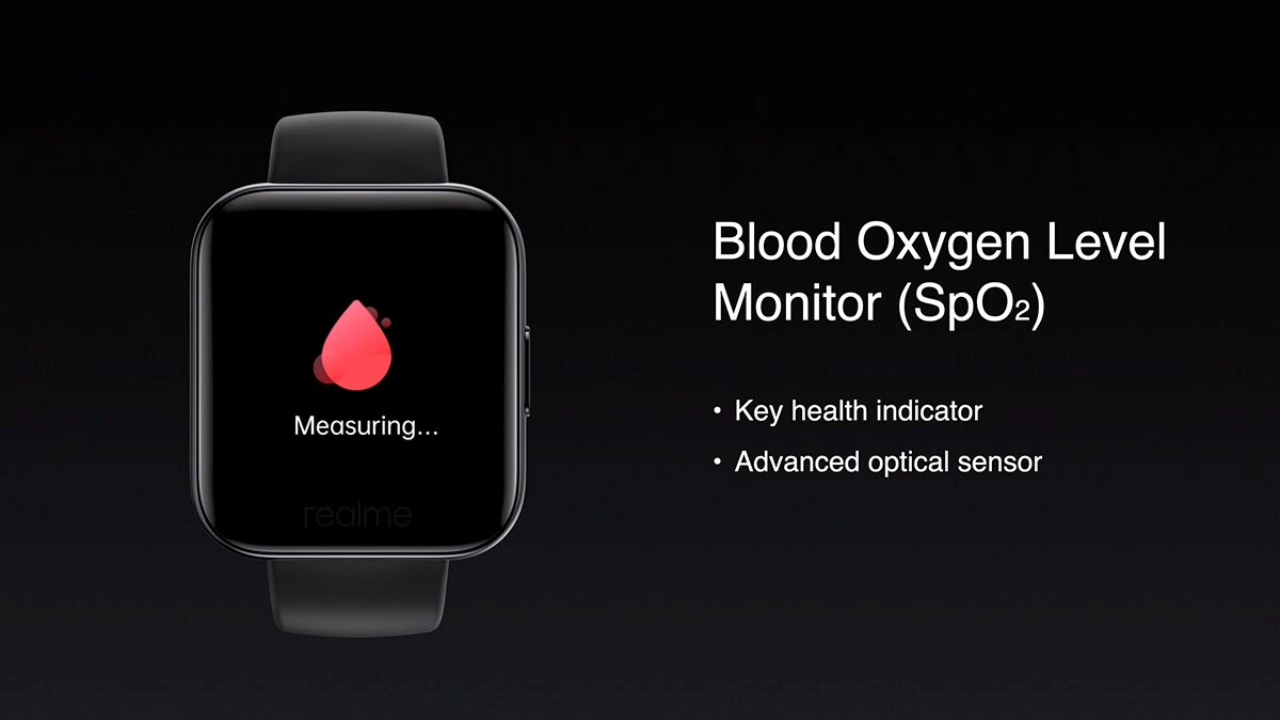 Measuring...
realme
Blood Oxygen Level
Monitor (SpO₂)
• Key health indicator
• Advanced optical sensor